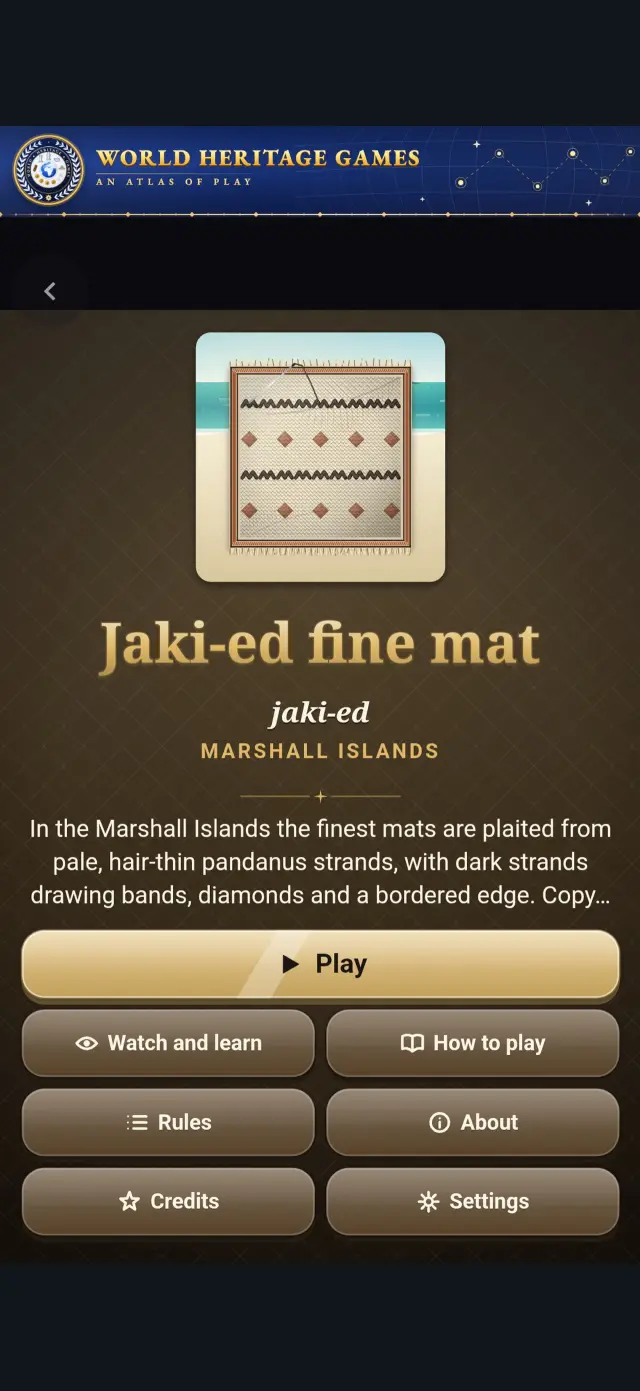 WORLD HERITAGE GAMES
AN ATLAS OF PLAY
Jaki-ed fine mat
jaki-ed
MARSHALL ISLANDS
In the Marshall Islands the finest mats are plaited from
pale, hair-thin pandanus strands, with dark strands
drawing bands, diamonds and a bordered edge. Copy...
Play
Watch and learn
How to play
Rules
About
Credits
Settings